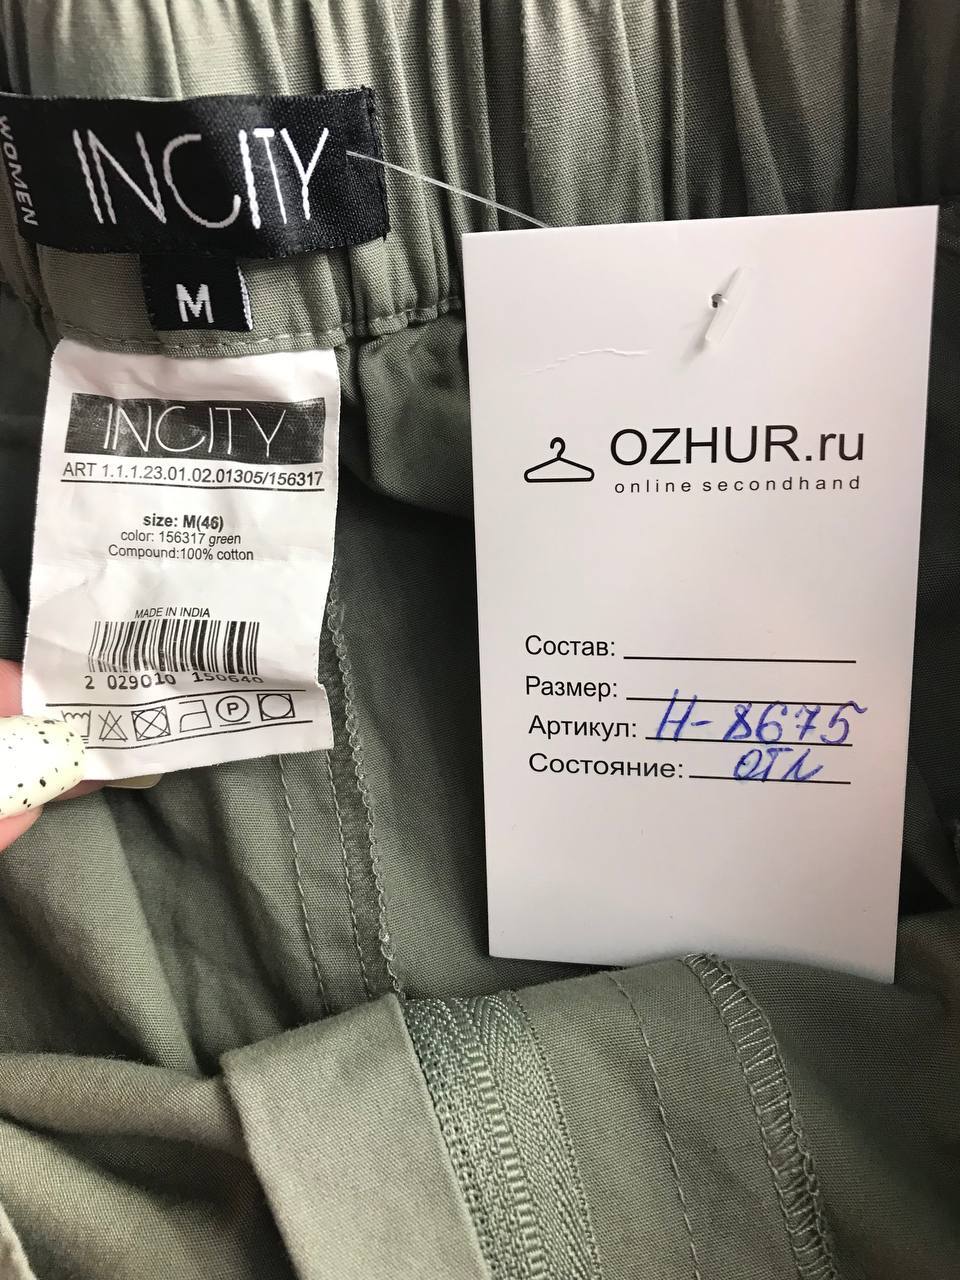 WOMEN
INCITY
M
INCITY
ART 1.1.1.23.01.02.01305/156317
size: M(46)
color: 156317 green
Compound:100% cotton
MADE IN INDIA
2 029010 150640
P
OZHUR.ru
online secondhand
Состав:
Размер:
Артикул: Н-8675
Состояние: ОТЛ